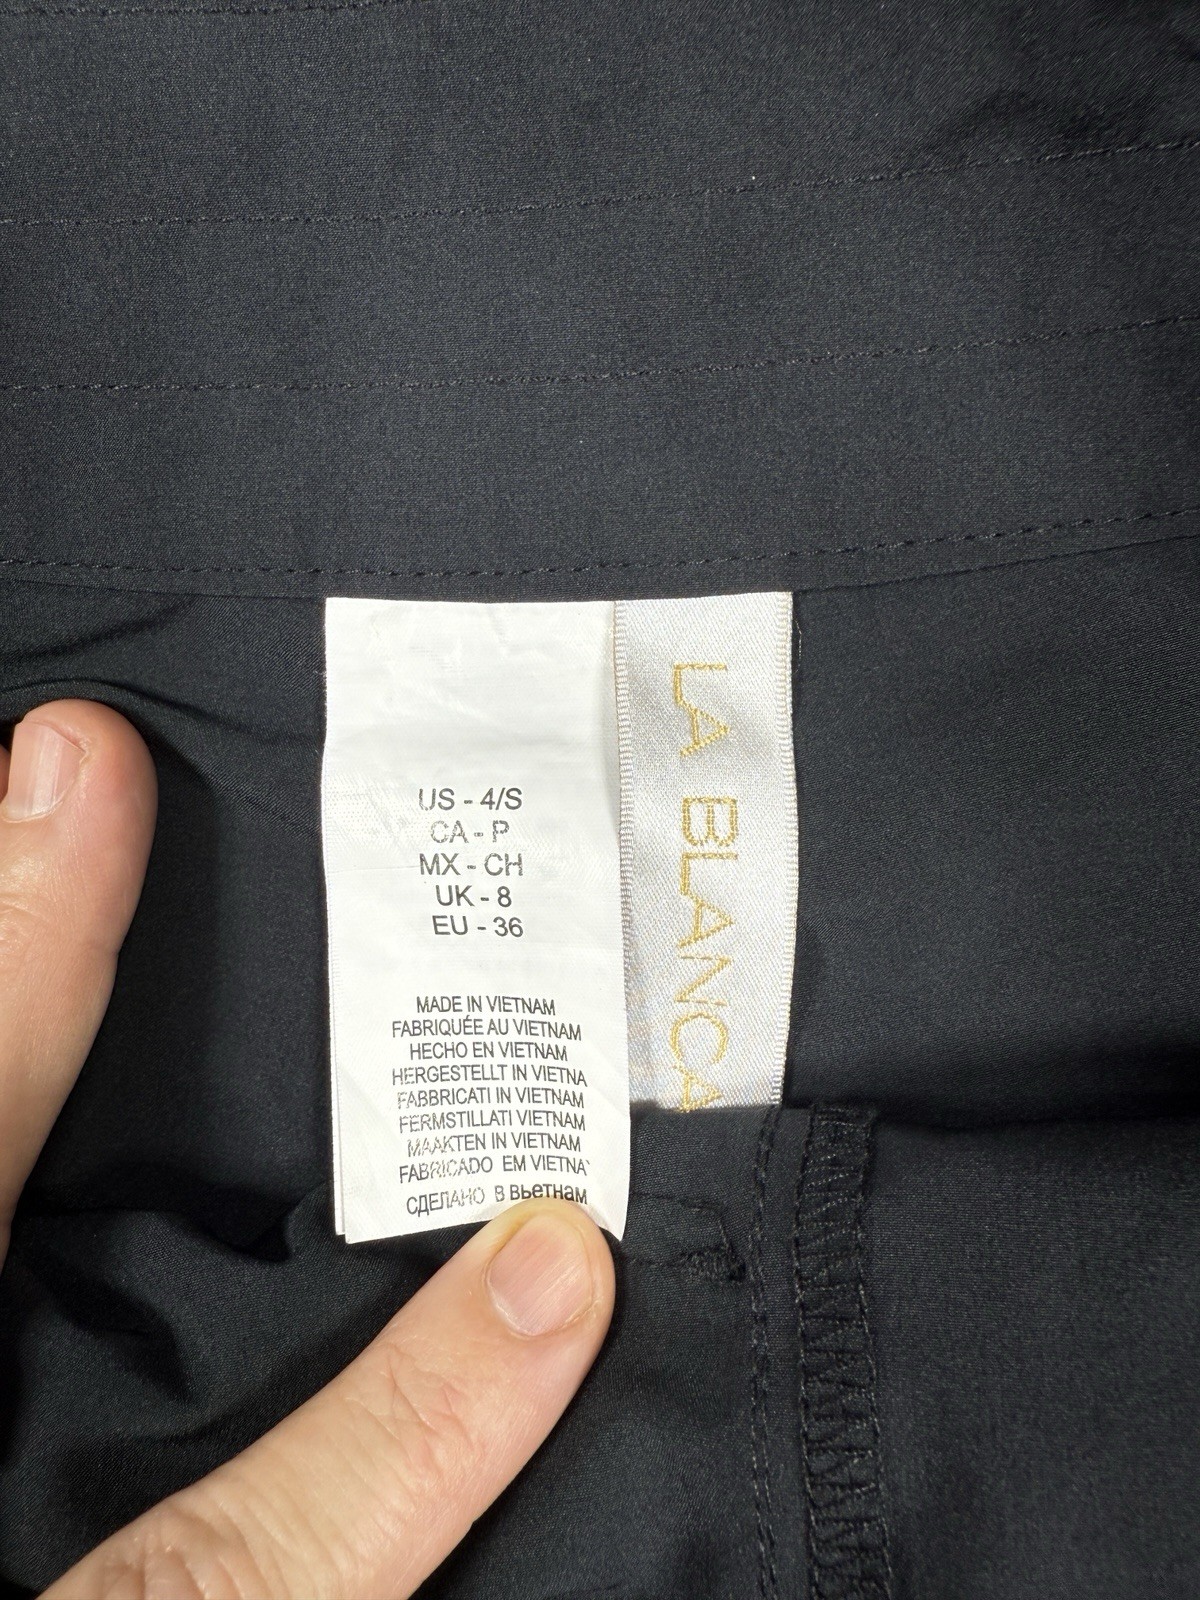 US - 4/S
CA - P
MX - CH
UK - 8
EU - 36
MADE IN VIETNAM
FABRIQUÉE AU VIETNAM
HECHO EN VIETNAM
HERGESTELLT IN VIETNA
FABBRICATI IN VIETNAM
FERMSTILLATI VIETNAM
MAAKTEN IN VIETNAM
FABRICADO EM VIETNA
СДЕЛАНО В Вьетнам
LA BLANCA